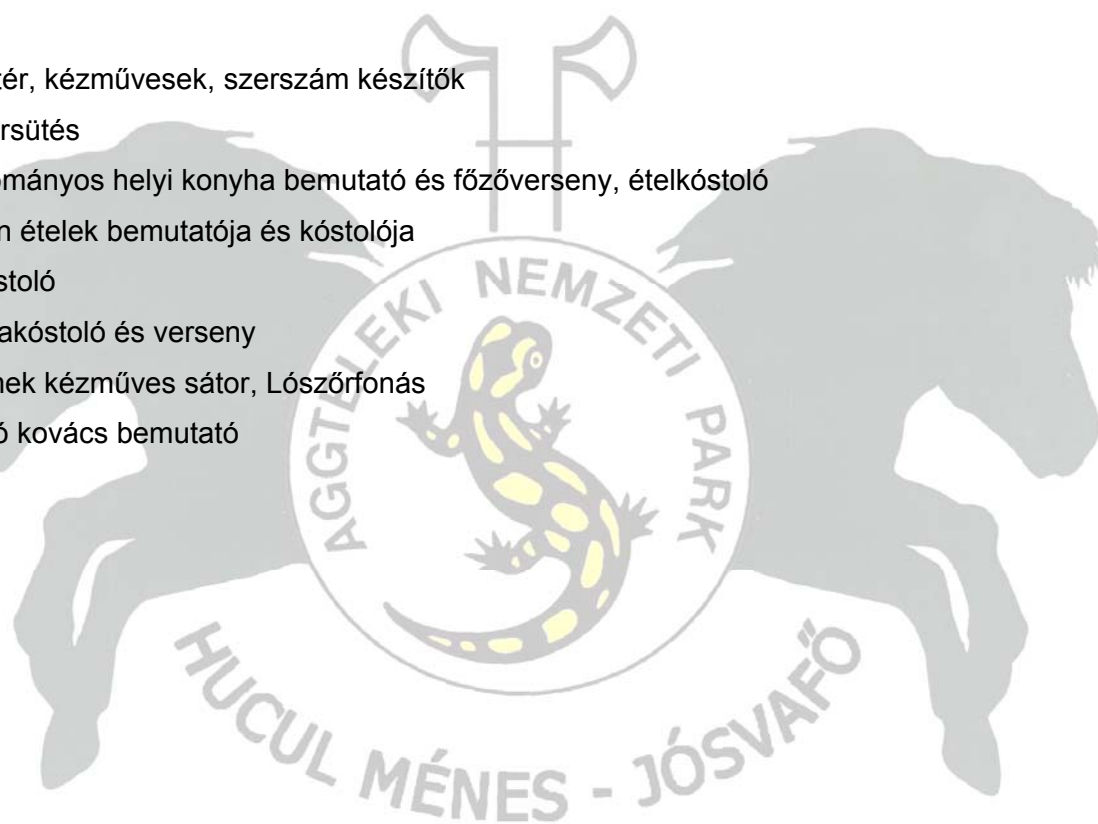 tér, kézművesek, szerszám készítők
rsütés
ományos helyi konyha bemutató és főzőverseny, ételkóstoló
n ételek bemutatója és kóstolója
stoló
akóstoló és verseny
nek kézműves sátor, Lószőrfonás
ó kovács bemutató
AGGTELEKI NEMZETI PARK
HUCUL MÉNES - JÓSVAFŐ